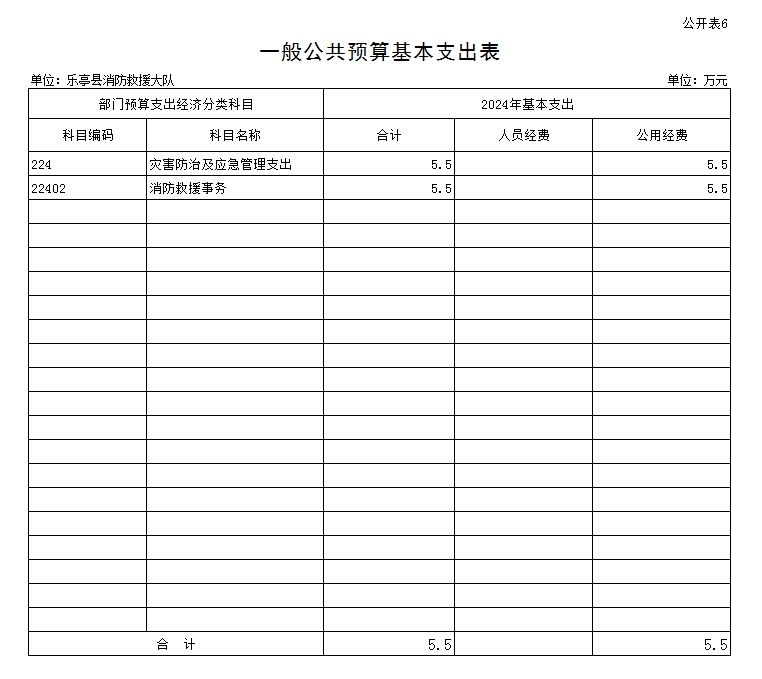 公开表6
一般公共预算基本支出表
单位：乐亭县消防救援大队 单位：万元
部门预算支出经济分类科目 2024年基本支出
科目编码 科目名称 合计 人员经费 公用经费
224 灾害防治及应急管理支出 5.5 5.5
22402 消防救援事务 5.5 5.5
合 计 5.5 5.5